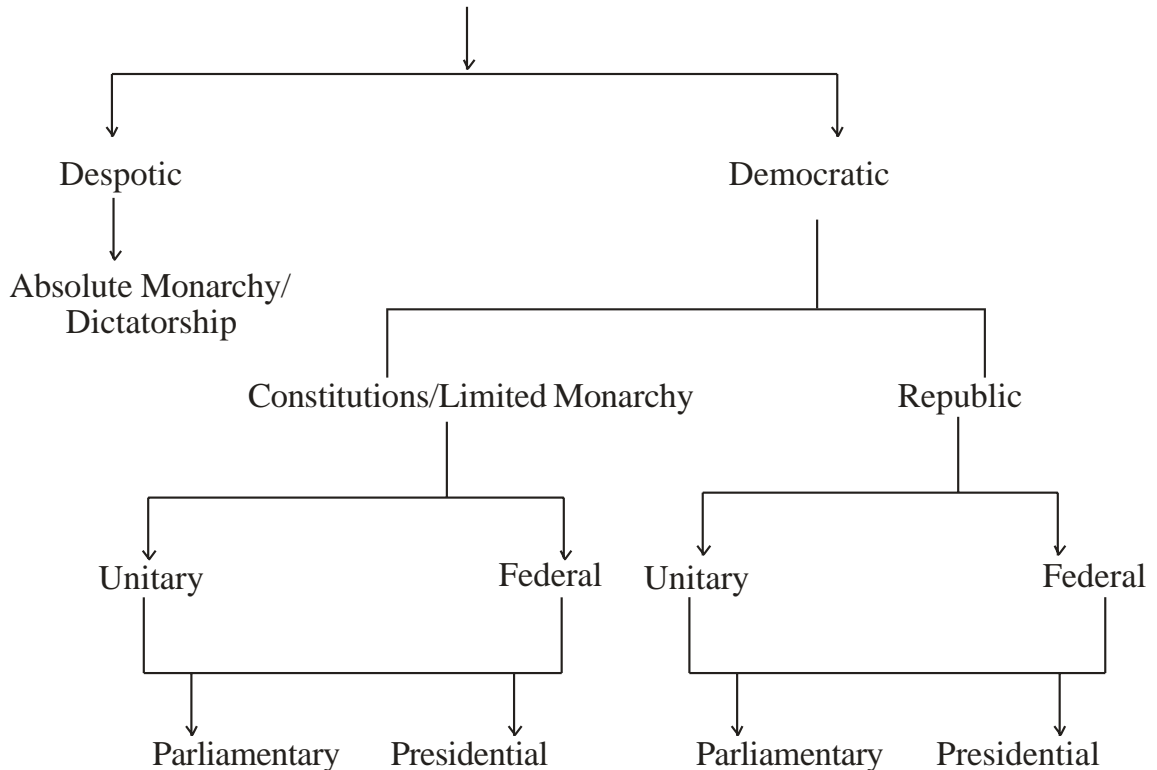 Despotic
Democratic
Absolute Monarchy/
Dictatorship
Constitutions/Limited Monarchy
Republic
Unitary
Federal
Unitary
Federal
Parliamentary
Presidential
Parliamentary
Presidential